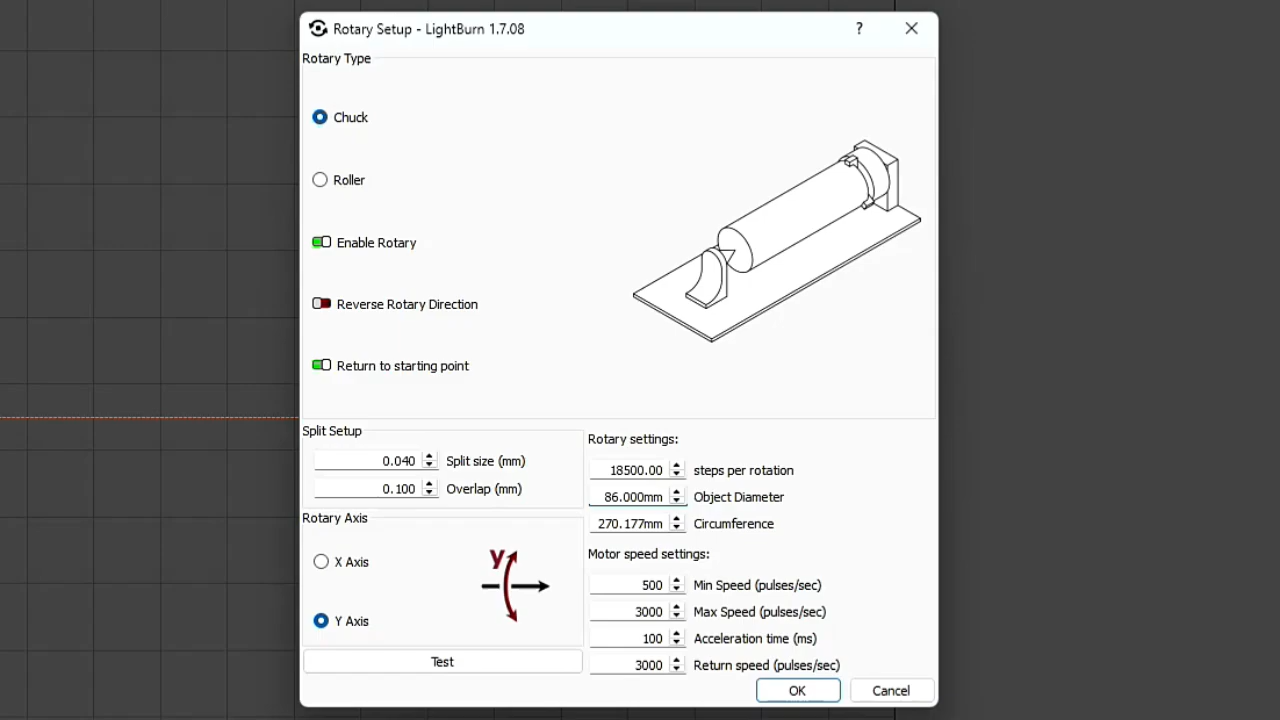 Rotary Setup - LightBurn 1.7.08
?
Rotary Type
Chuck
Roller
Enable Rotary
Reverse Rotary Direction
Return to starting point
Split Setup
0.040 Split size (mm)
0.100 Overlap (mm)
Rotary Axis
X Axis
Y Axis
Y
Test
Rotary settings:
18500.00 steps per rotation
86.000mm Object Diameter
270.177mm Circumference
Motor speed settings:
500 Min Speed (pulses/sec)
3000 Max Speed (pulses/sec)
100 Acceleration time (ms)
3000 Return speed (pulses/sec)
OK
Cancel